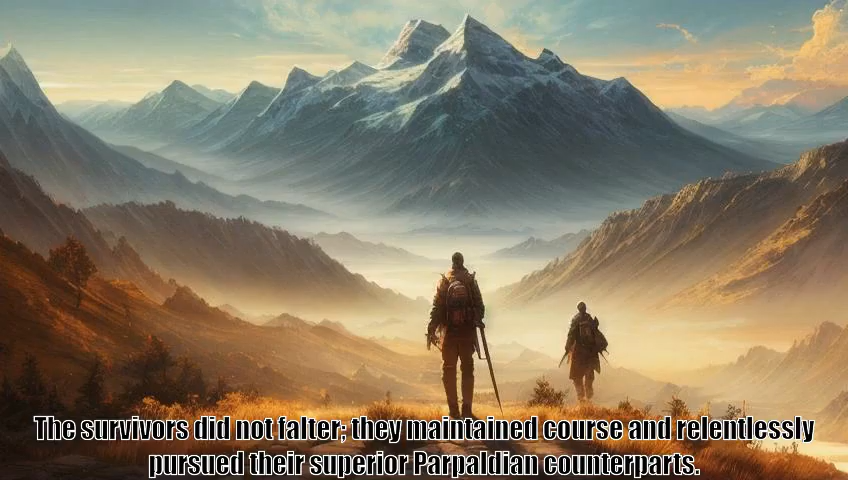 The survivors did not falter; they maintained course and relentlessly
pursued their superior Parpaldian counterparts.